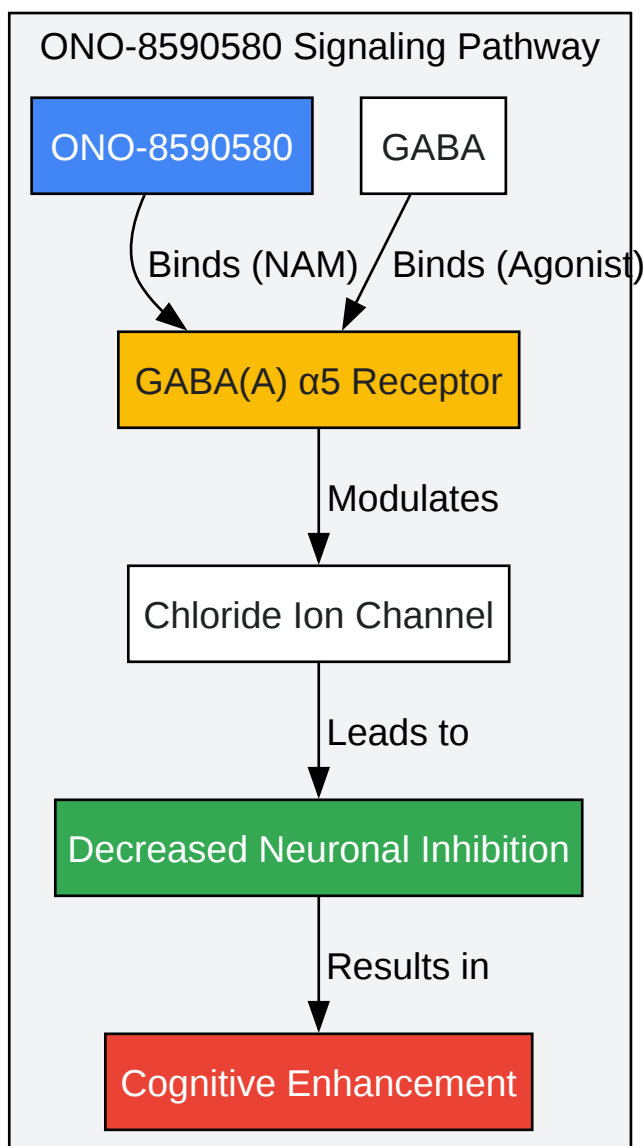 ONO-8590580 Signaling Pathway
ONO-8590580
GABA
Binds (NAM)
Binds (Agonist)
GABA(A) α5 Receptor
Modulates
Chloride Ion Channel
Leads to
Decreased Neuronal Inhibition
Results in
Cognitive Enhancement